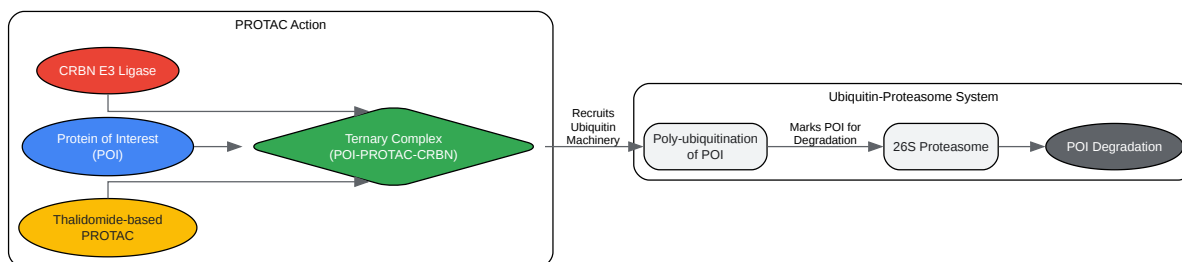 PROTAC Action
CRBN E3 Ligase
Protein of Interest
(POI)
Thalidomide-based
PROTAC
Ternary Complex
(POI-PROTAC-CRBN)
Recruits
Ubiquitin
Machinery
Ubiquitin-Proteasome System
Poly-ubiquitination
of POI
Marks POI for
Degradation
26S Proteasome
POI Degradation